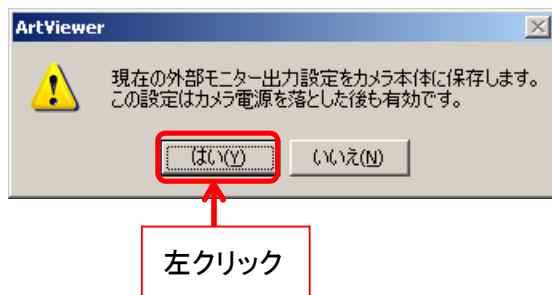 ArtViewer
現在の外部モニター出力設定をカメラ本体に保存します。
この設定はカメラ電源を落とした後も有効です。
はい(Y)
いいえ(N)
左クリック